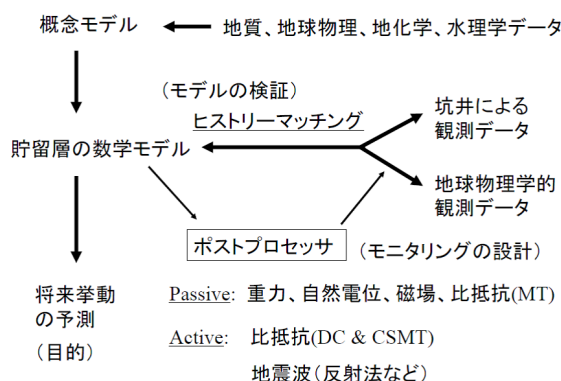 概念モデル
地質、地球物理、地化学、水理学データ
(モデルの検証)
ヒストリーマッチング
坑井による
観測データ
貯留層の数学モデル
地球物理学的
観測データ
ポストプロセッサ
(モニタリングの設計)
将来挙動
の予測
(目的)
Passive: 重力、自然電位、磁場、比抵抗(MT)
Active: 比抵抗(DC & CSMT)
地震波(反射法など)